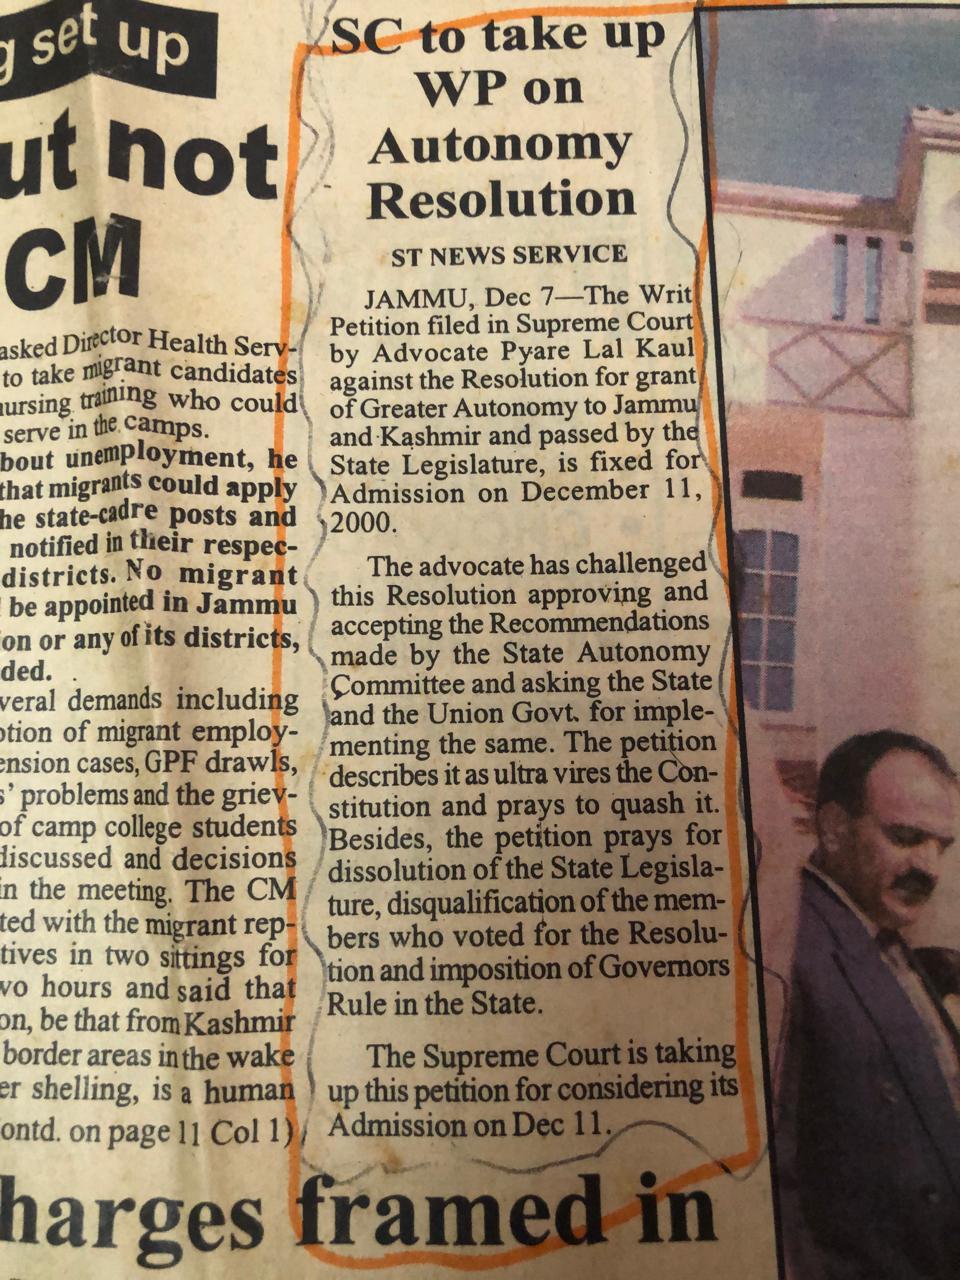 g set up
ut not
CM
asked Director Health Serv-
to take migrant candidates
nursing training who could
serve in the camps.
bout unemployment, he
that migrants could apply
he state-cadre posts and
notified in their respec-
districts. No migrant
be appointed in Jammu
on or any of its districts,
ded.
veral demands including
ption of migrant employ-
ension cases, GPF drawls,
s' problems and the griev-
of camp college students
discussed and decisions
in the meeting. The CM
ted with the migrant rep-
tives in two sittings for
wo hours and said that
on, be that from Kashmir
border areas in the wake
er shelling, is a human
ontd. on page 11 Col 1)
SC to take up
WP on
Autonomy
Resolution
ST NEWS SERVICE
JAMMU, Dec 7—The Writ
Petition filed in Supreme Court
by Advocate Pyare Lal Kaul
against the Resolution for grant
of Greater Autonomy to Jammu
and Kashmir and passed by the
State Legislature, is fixed for
Admission on December 11,
2000.
The advocate has challenged
this Resolution approving and
accepting the Recommendations
made by the State Autonomy
Committee and asking the State
and the Union Govt. for imple-
menting the same. The petition
describes it as ultra vires the Con-
stitution and prays to quash it.
Besides, the petition prays for
dissolution of the State Legisla-
ture, disqualification of the mem-
bers who voted for the Resolu-
tion and imposition of Governors
Rule in the State.
The Supreme Court is taking
up this petition for considering its
Admission on Dec 11.
harges framed in